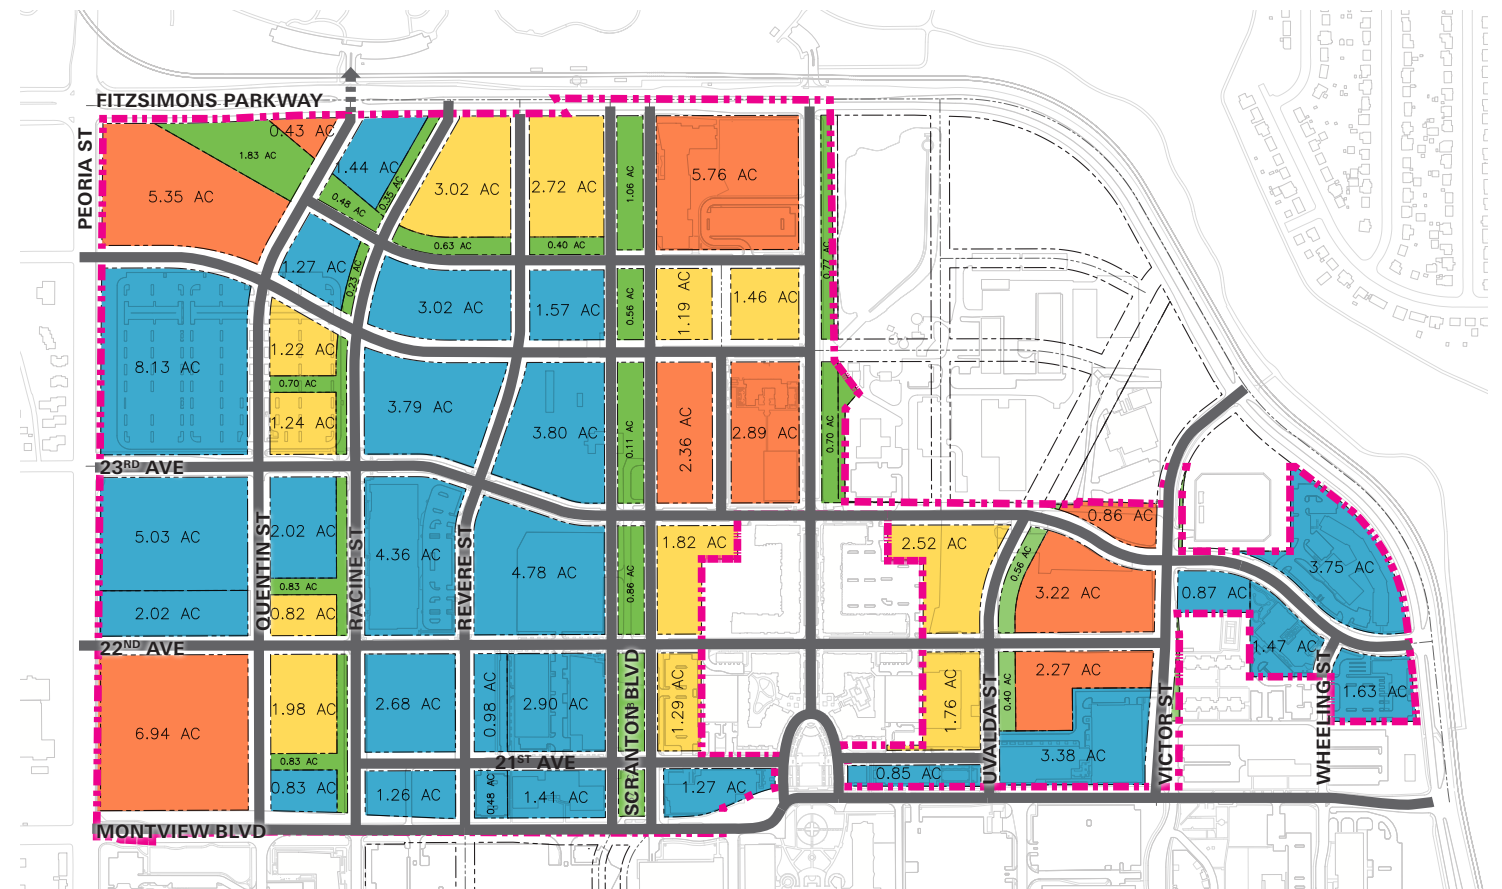 FITZSIMONS PARKWAY
PEORIA ST
0.43 AC
1.83 AC
5.35 AC
1.44 AC
0.48 AC
0.35 AC
3.02 AC
2.72 AC
1.06 AC
5.76 AC
0.63 AC
0.40 AC
0.77 AC
1.27 AC
0.23 AC
3.02 AC
1.57 AC
0.56 AC
1.19 AC
1.46 AC
8.13 AC
1.22 AC
0.70 AC
1.24 AC
3.79 AC
3.80 AC
0.11 AC
2.36 AC
2.89 AC
0.70 AC
23RD AVE
5.03 AC
2.02 AC
QUENTIN ST
2.02 AC
0.83 AC
0.82 AC
RACINE ST
4.36 AC
REVERE ST
4.78 AC
0.86 AC
1.82 AC
2.52 AC
0.56 AC
0.86 AC
3.22 AC
0.87 AC
3.75 AC
1.47 AC
22ND AVE
6.94 AC
1.98 AC
0.83 AC
0.83 AC
2.68 AC
0.98 AC
2.90 AC
21ST AVE
1.26 AC
0.48 AC
1.41 AC
SCRANTON BLVD
1.29 AC
1.27 AC
1.76 AC
0.85 AC
UVALDA ST
0.40 AC
2.27 AC
3.38 AC
VICTOR ST
WHEELING ST
1.63 AC
MONTVIEW BLVD